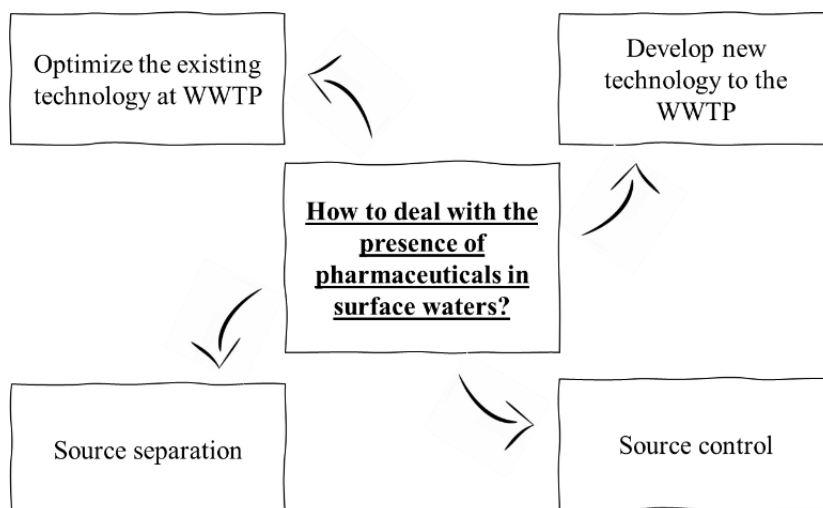 Optimize the existing
technology at WWTP
Develop new
technology to the
WWTP
How to deal with the
presence of
pharmaceuticals in
surface waters?
Source separation
Source control